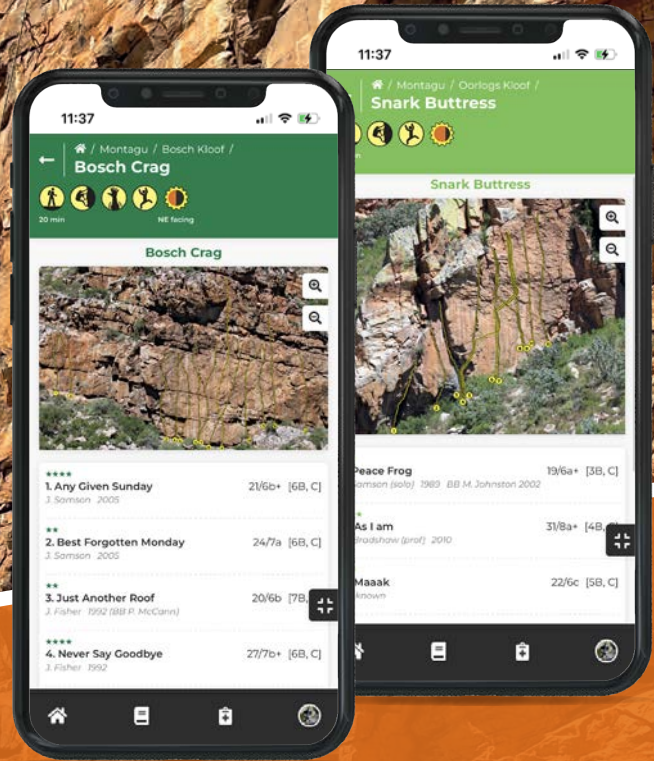 11:37
/ Montagu / Bosch Kloof /
Bosch Crag
20 min
NE facing
Bosch Crag
★★★★
1. Any Given Sunday 21/6b+ [6B, C]
J. Samson 2005
★★
2. Best Forgotten Monday 24/7a [6B, C]
J. Samson 2005
★★
3. Just Another Roof 20/6b [7B,
J. Fisher 1992 (BB P. McCann)
★★★★
4. Never Say Goodbye 27/7b+ [6B, C]
J. Fisher 1992
11:37
/ Montagu / Oorlogs Kloof /
Snark Buttress
Snark Buttress
Peace Frog 19/6a+ [3B, C]
Samson (solo) 1989 BB M. Johnston 2002
As I am 31/8a+ [4B, C]
Bradshaw (prof) 2010
Maaak 22/6c [5B, C]
known